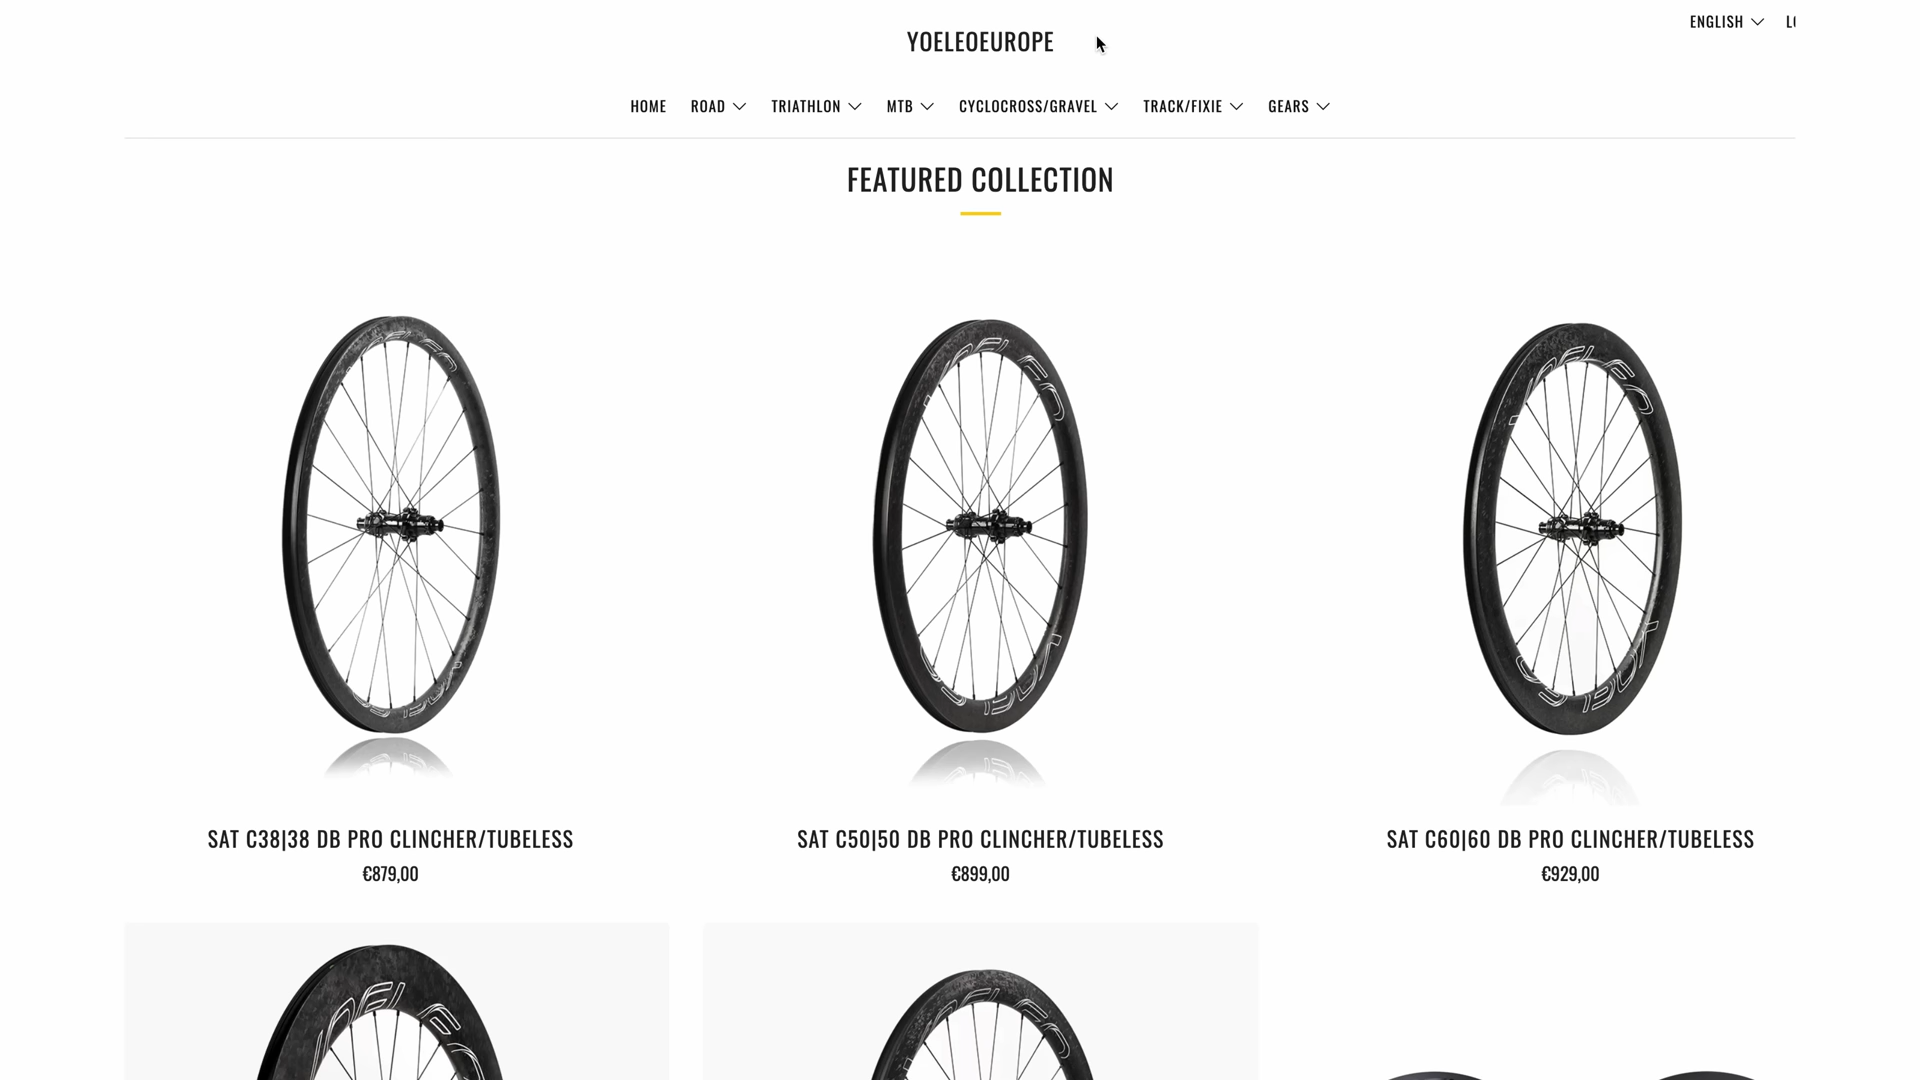 ENGLISH
YOELEOEUROPE
HOME ROAD TRIATHLON MTB CYCLOCROSS/GRAVEL TRACK/FIXIE GEARS
FEATURED COLLECTION
SAT C38|38 DB PRO CLINCHER/TUBELESS
€879,00
SAT C50|50 DB PRO CLINCHER/TUBELESS
€899,00
SAT C60|60 DB PRO CLINCHER/TUBELESS
€929,00